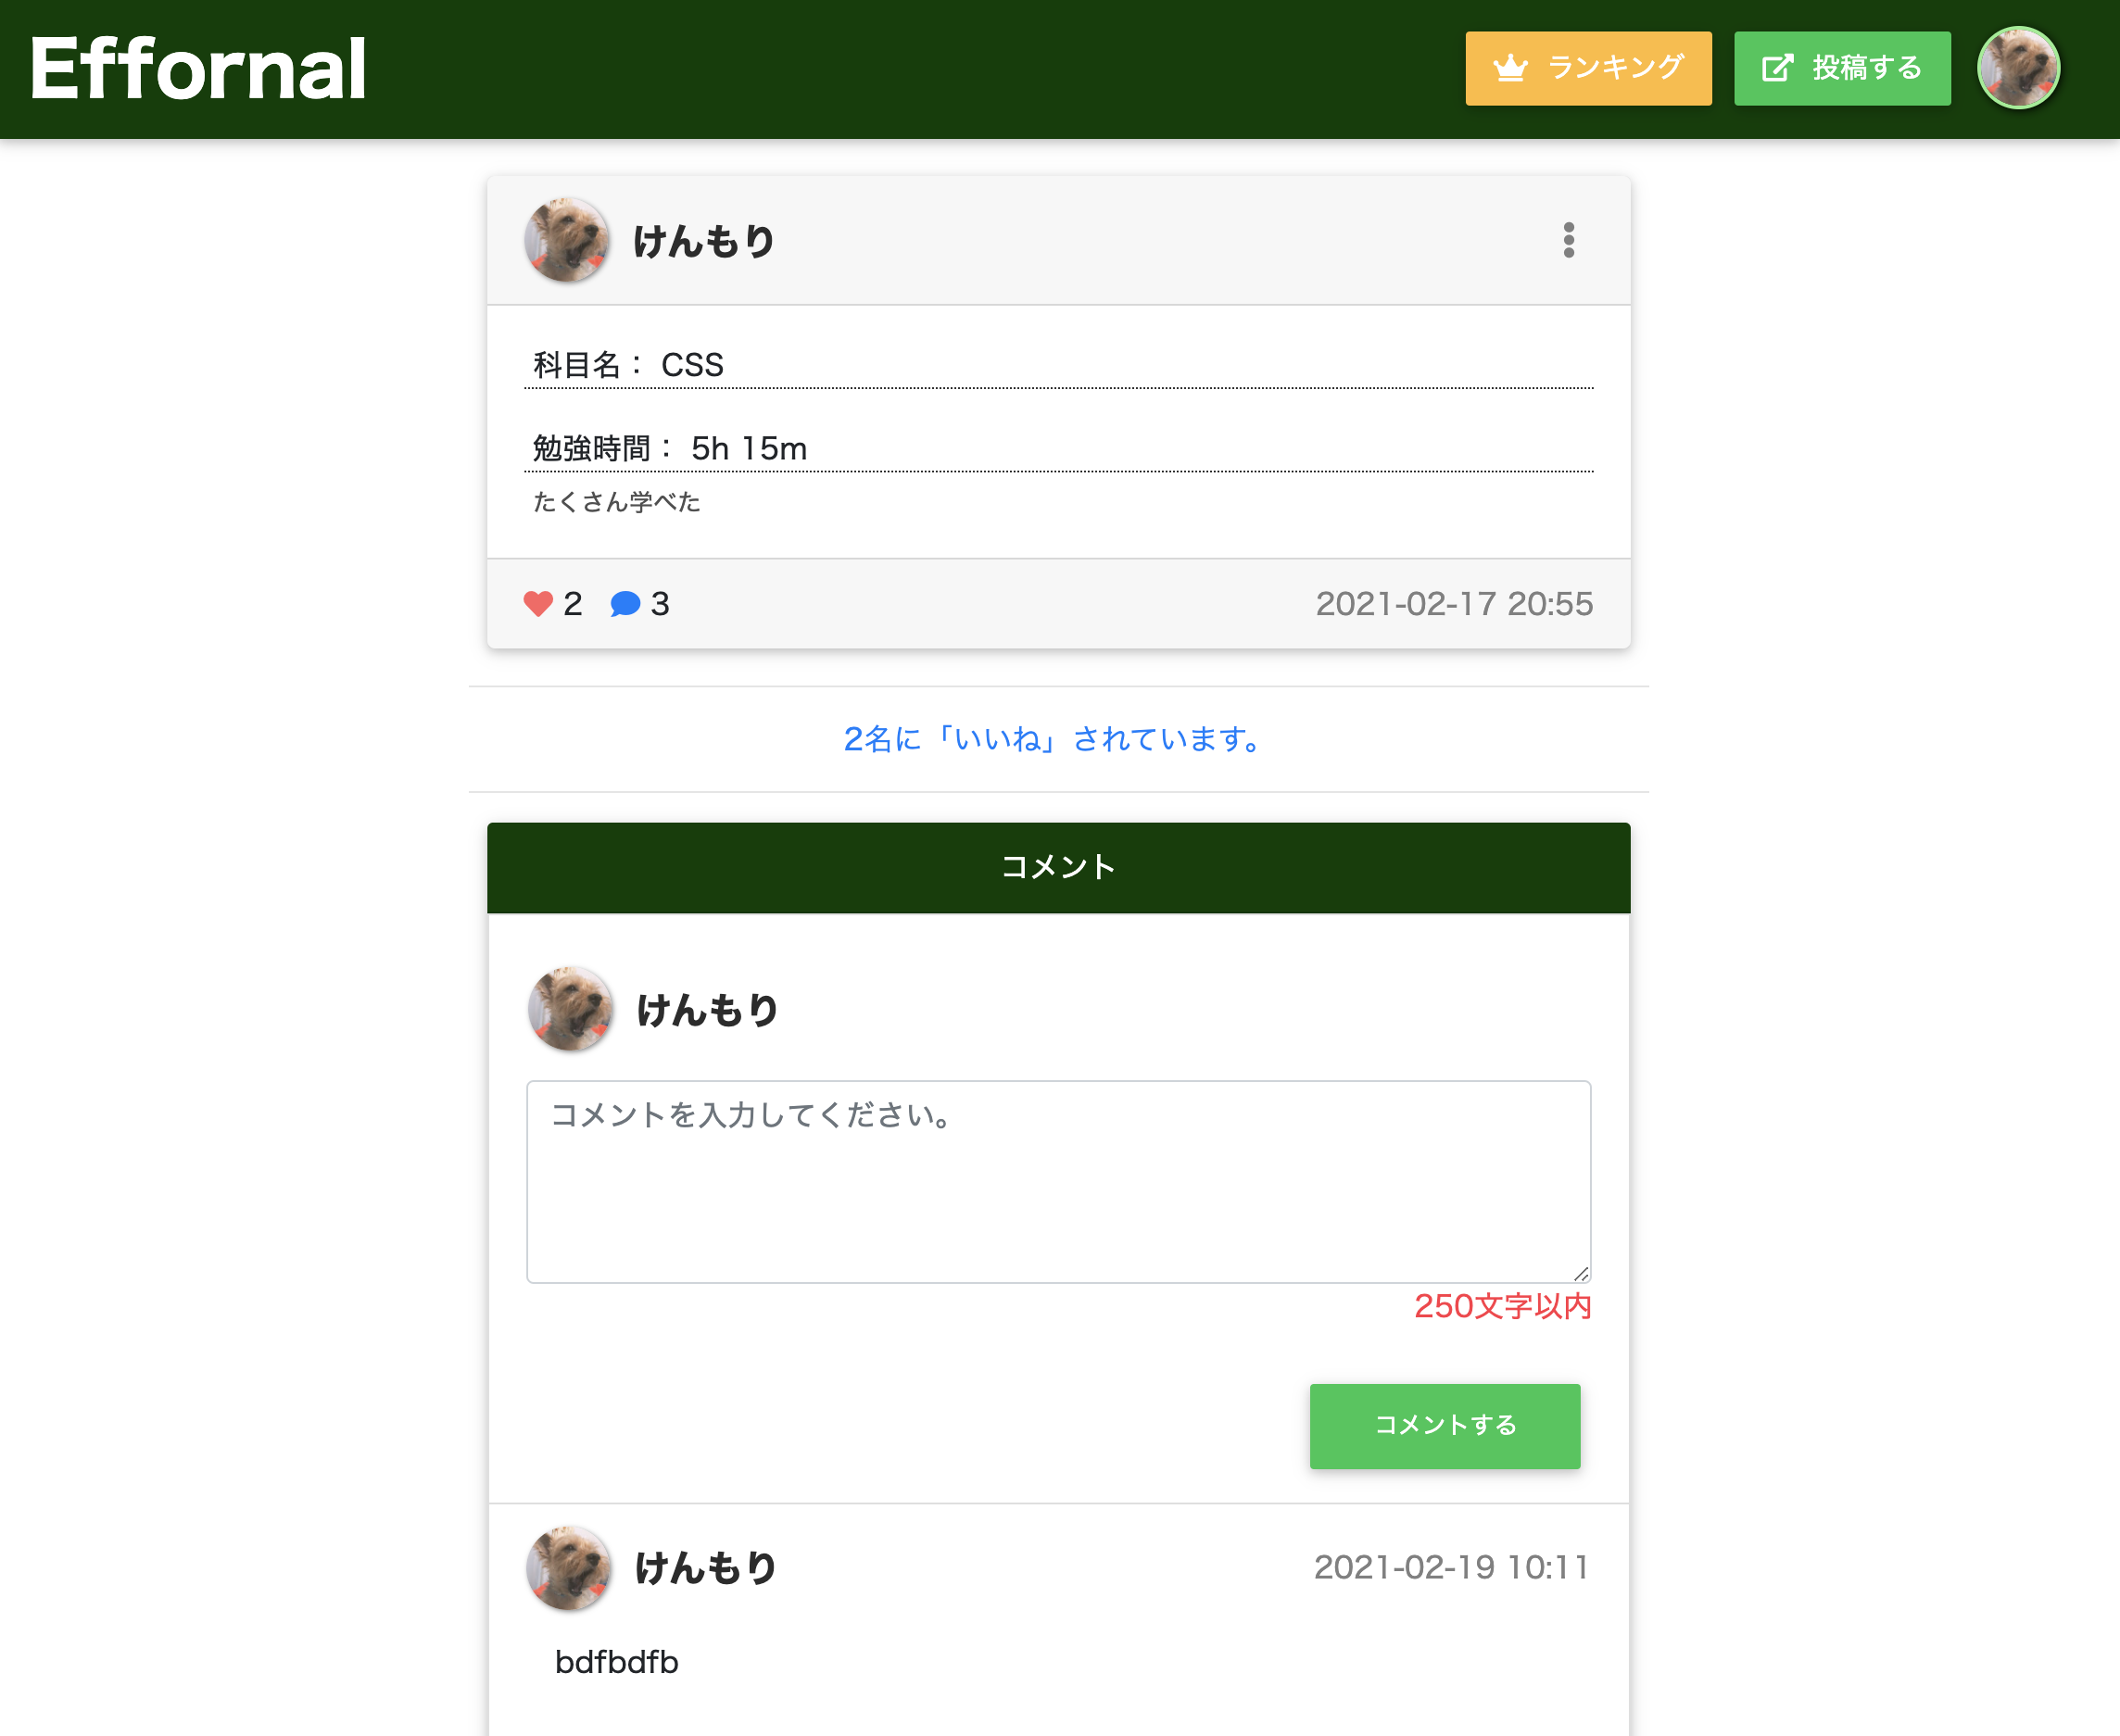 Effornal
ランキング
投稿する
けんもり
科目名： CSS
勉強時間： 5h 15m
たくさん学べた
2 3 2021-02-17 20:55
2名に「いいね」されています。
コメント
けんもり
コメントを入力してください。
250文字以内
コメントする
けんもり 2021-02-19 10:11
bdfbdfb